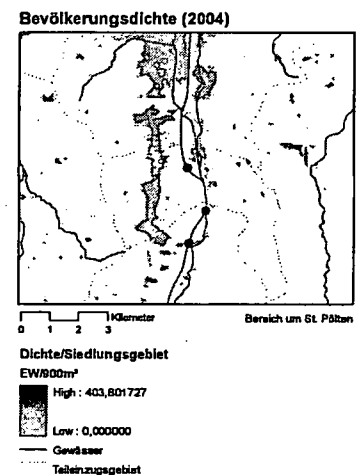 Bevölkerungsdichte (2004)
0 1 2 3 Kilometer
Bereich um St. Pölten
Dichte/Siedlungsgebiet
EW/900m²
High : 403,801727
Low : 0,000000
Gewässer
Teileinzugsgebiet